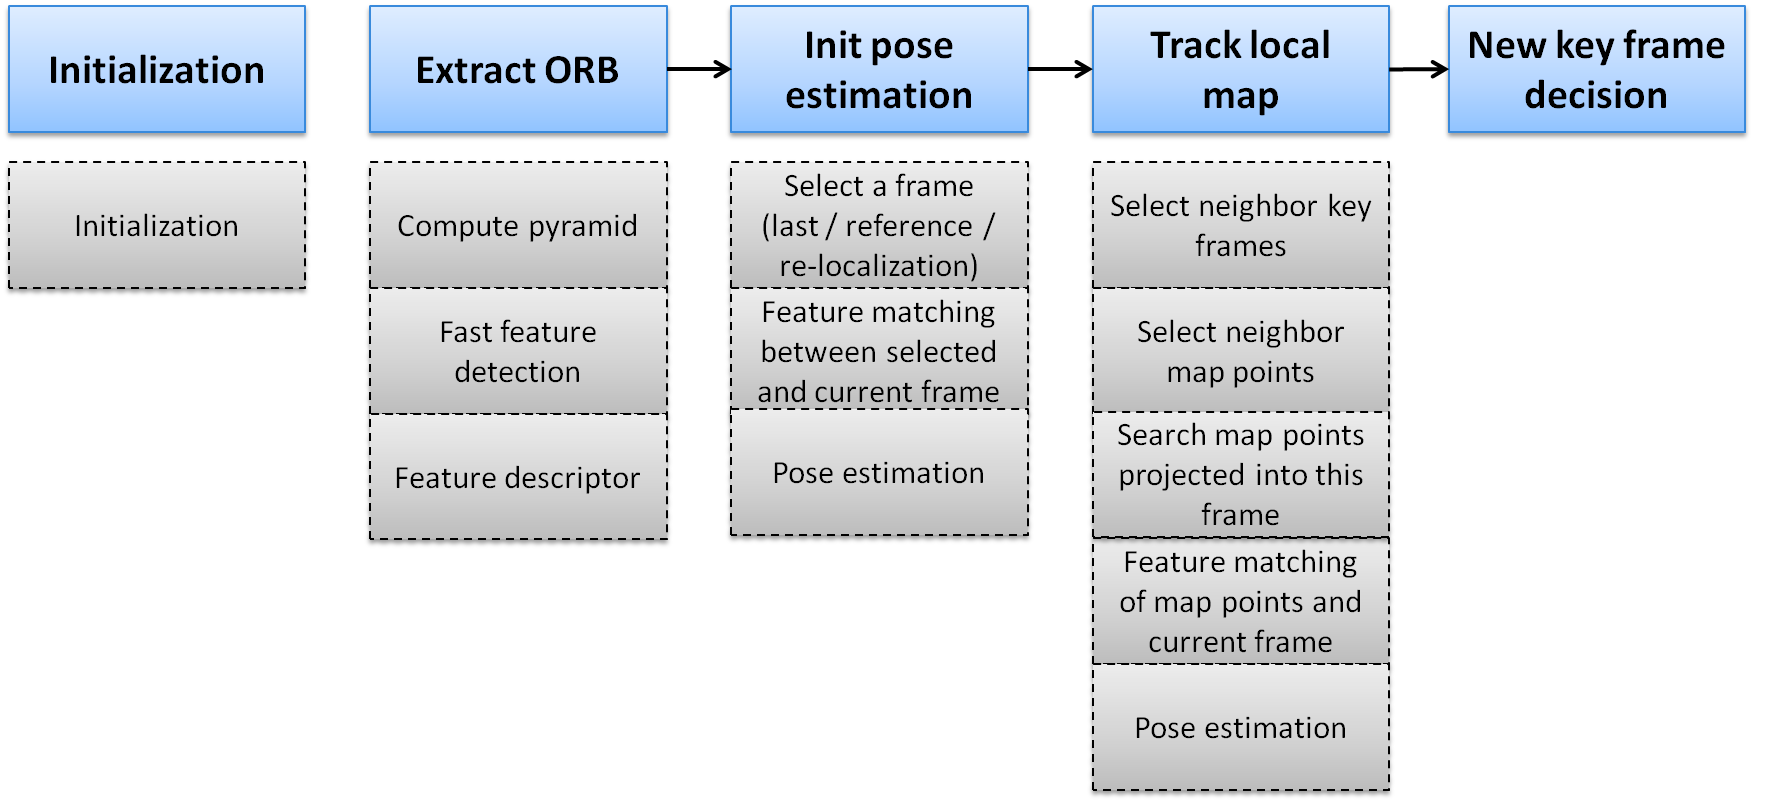 Initialization
Extract ORB
Init pose
estimation
Track local
map
New key frame
decision
Initialization
Compute pyramid
Fast feature
detection
Feature descriptor
Select a frame
(last / reference /
re-localization)
Feature matching
between selected
and current frame
Pose estimation
Select neighbor key
frames
Select neighbor
map points
Search map points
projected into this
frame
Feature matching
of map points and
current frame
Pose estimation